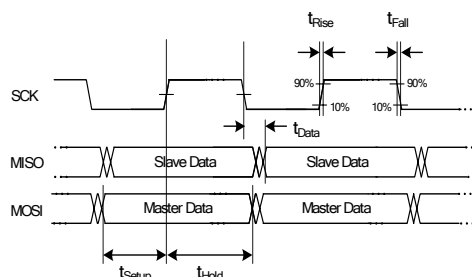 tRise
tFall
90%
90%
SCK
10%
10%
tData
MISO
Slave Data
Slave Data
MOSI
Master Data
Master Data
tSetup
tHold